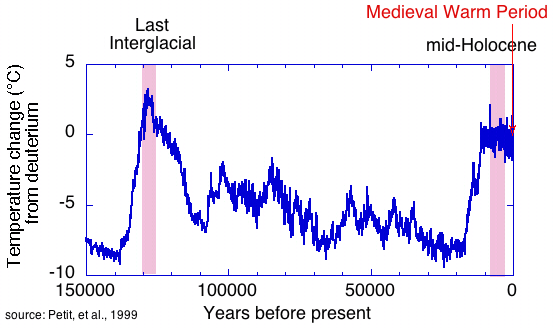 Medieval Warm Period
Last
Interglacial
mid-Holocene
Temperature change (°C)
from deuterium
5
0
-5
-10
150000
100000
50000
0
Years before present
source: Petit, et al., 1999